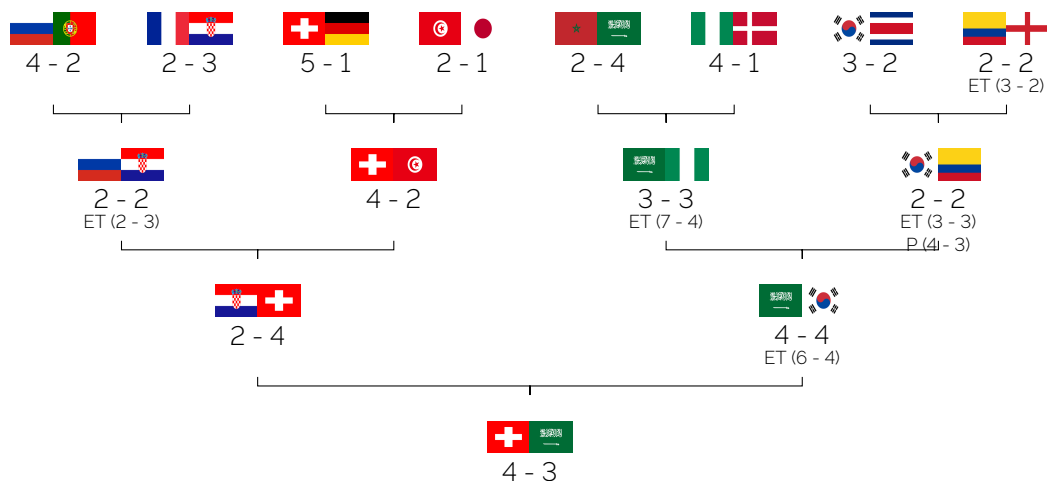 4 - 2
2 - 3
5 - 1
2 - 1
2 - 4
4 - 1
3 - 2
2 - 2
ET (3 - 2)
2 - 2
ET (2 - 3)
4 - 2
3 - 3
ET (7 - 4)
2 - 2
ET (3 - 3)
P (4 - 3)
2 - 4
4 - 4
ET (6 - 4)
4 - 3